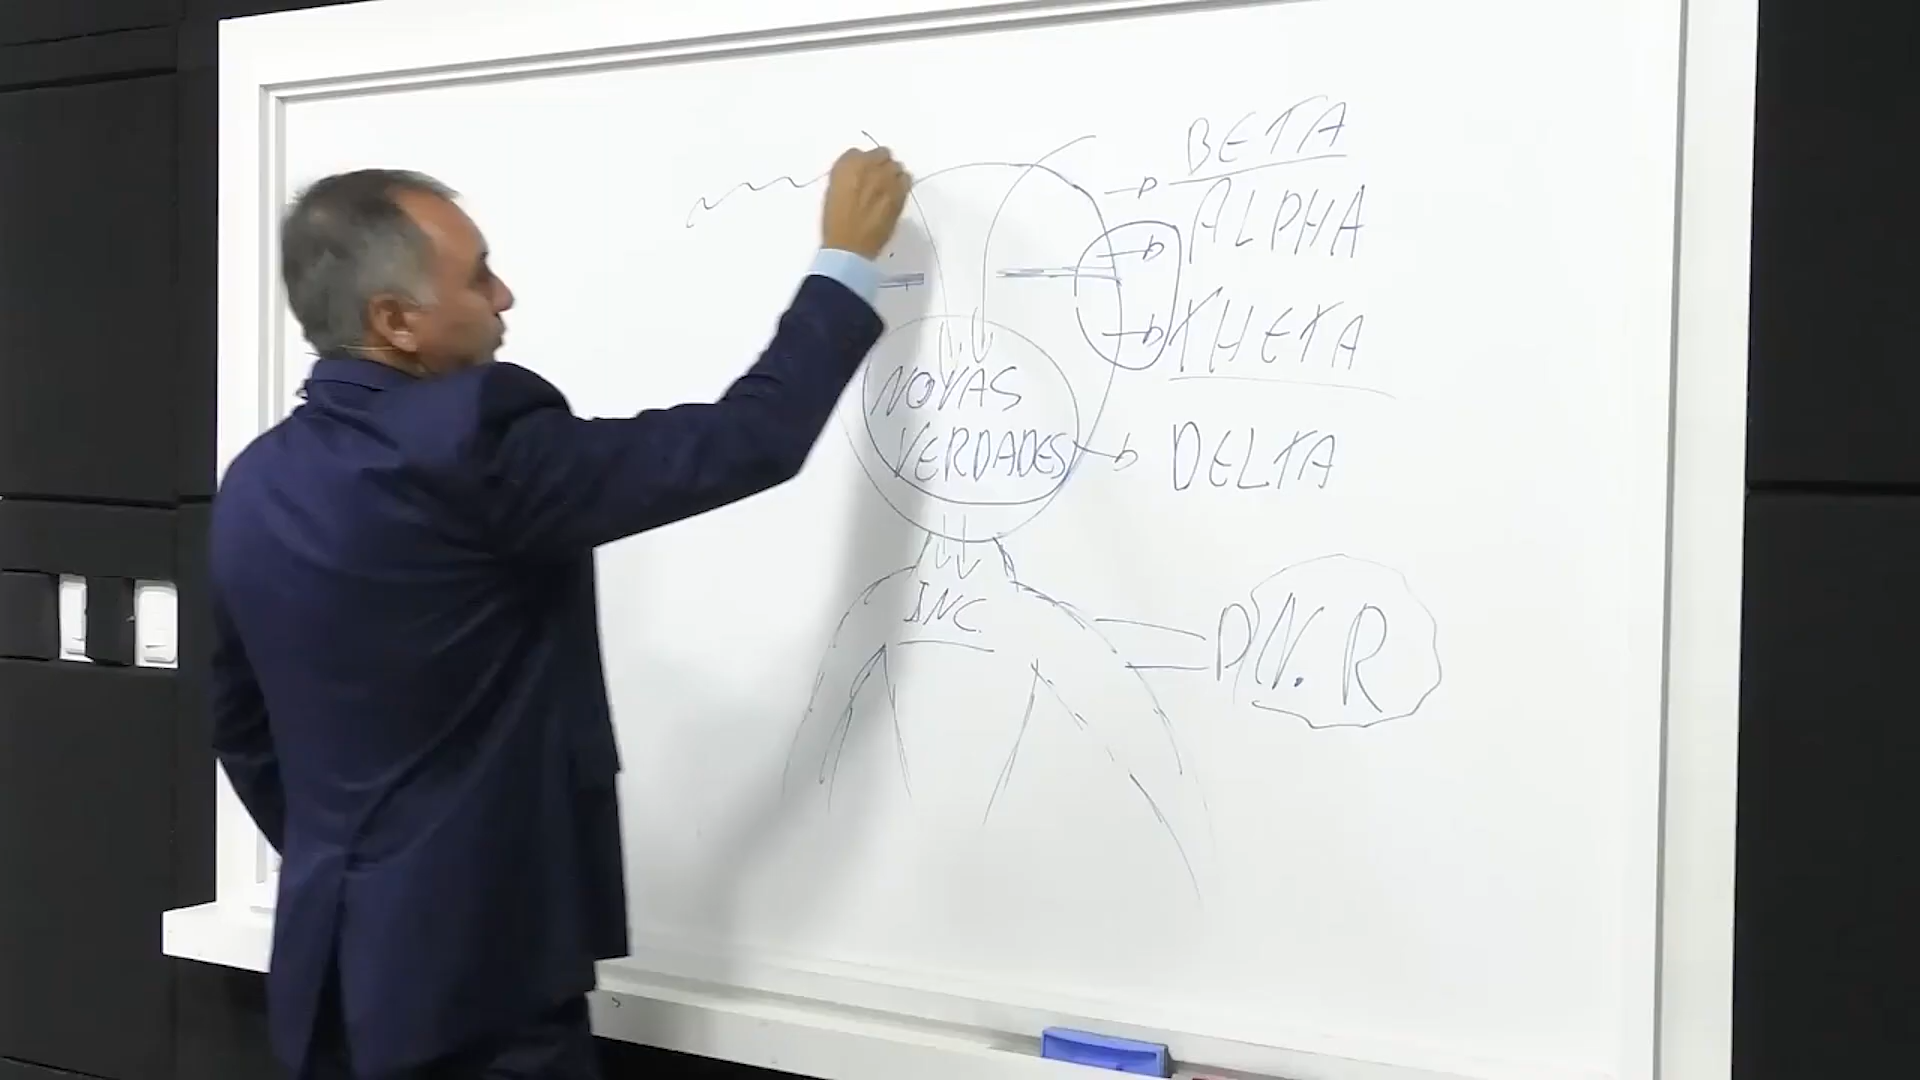 BETA
ALPHA
THETA
NOVAS
VERDADES
DELTA
INC.
P N. R